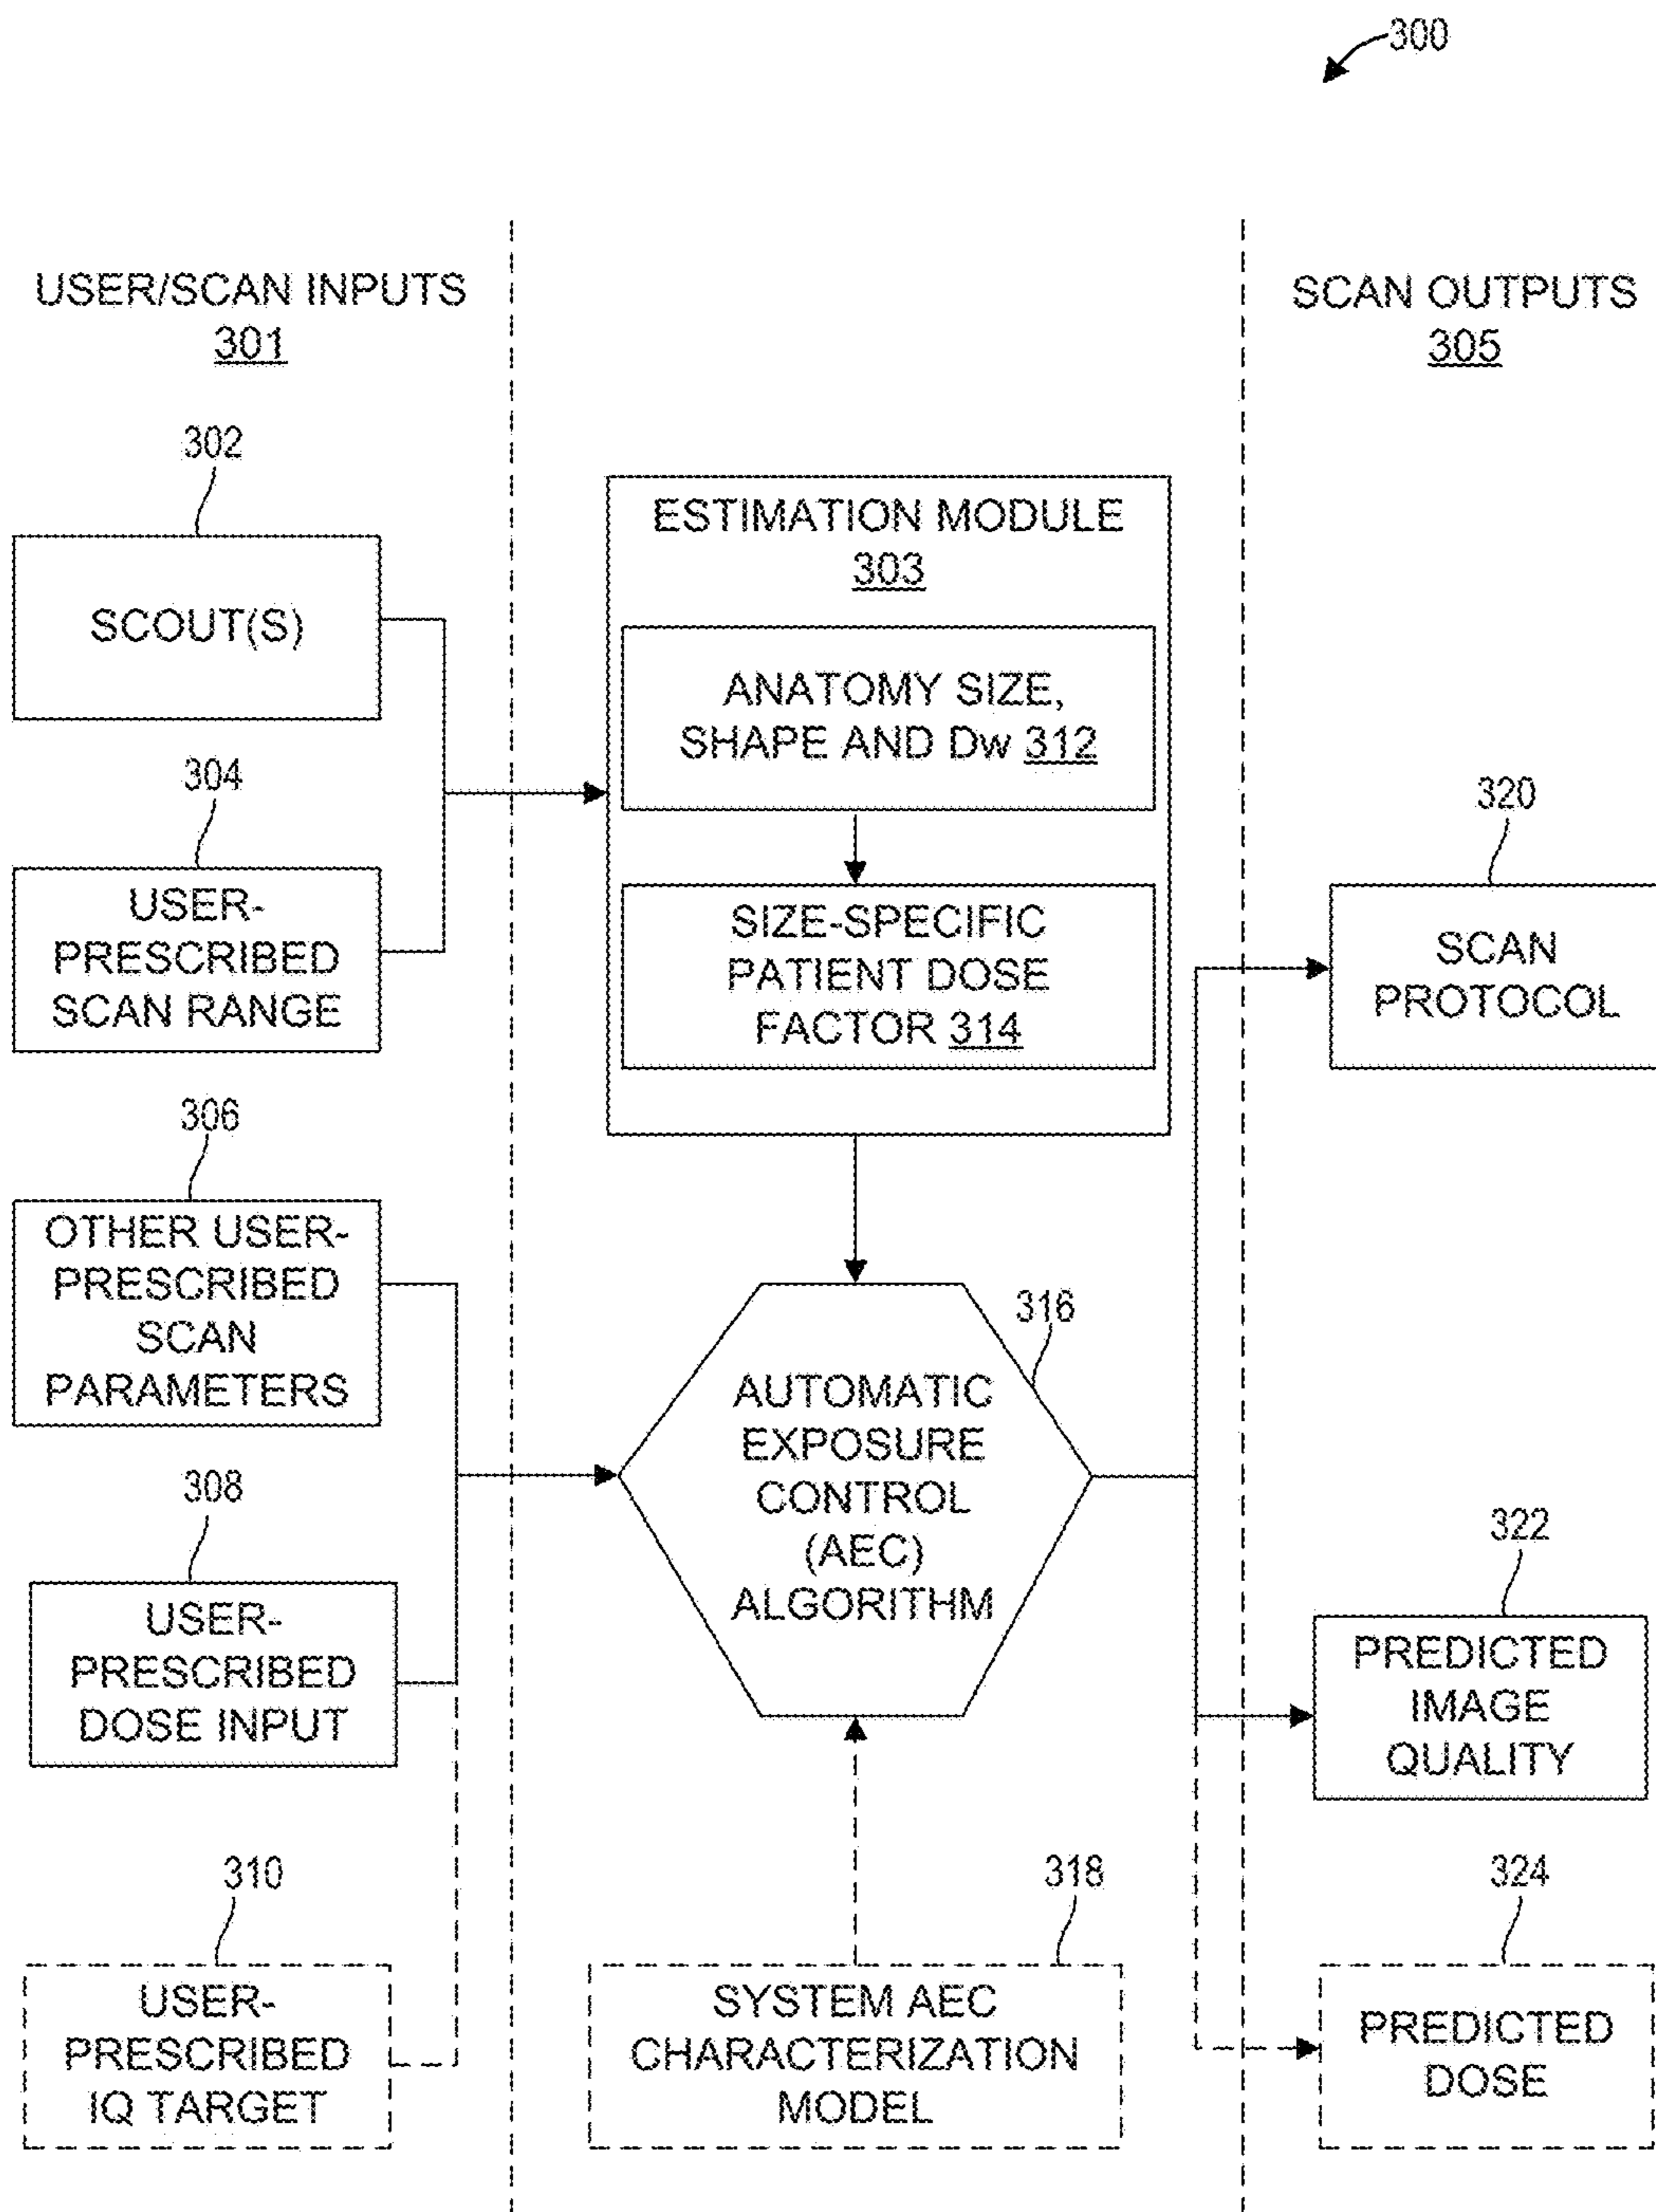 300
USER/SCAN INPUTS
301
SCAN OUTPUTS
305
302
SCOUT(S)
304
USER-
PRESCRIBED
SCAN RANGE
306
OTHER USER-
PRESCRIBED
SCAN
PARAMETERS
308
USER-
PRESCRIBED
DOSE INPUT
310
USER-
PRESCRIBED
IQ TARGET
ESTIMATION MODULE
303
ANATOMY SIZE,
SHAPE AND Dw 312
SIZE-SPECIFIC
PATIENT DOSE
FACTOR 314
316
AUTOMATIC
EXPOSURE
CONTROL
(AEC)
ALGORITHM
318
SYSTEM AEC
CHARACTERIZATION
MODEL
320
SCAN
PROTOCOL
322
PREDICTED
IMAGE
QUALITY
324
PREDICTED
DOSE